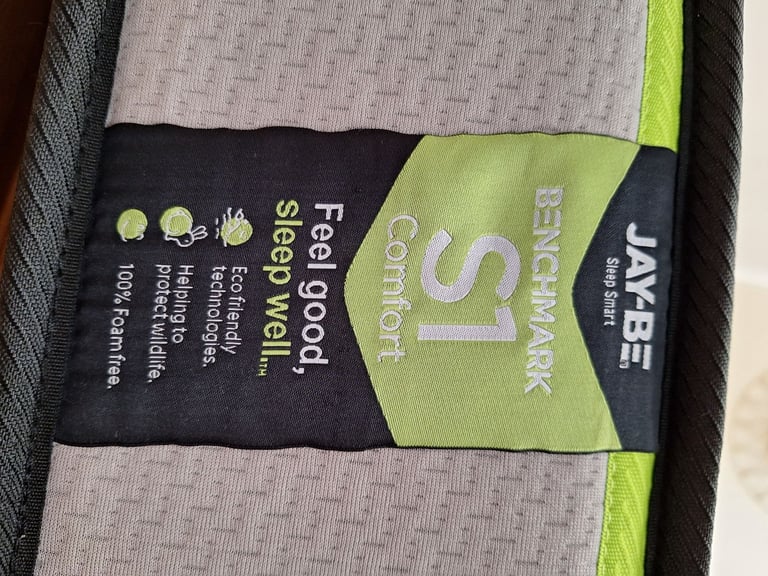 JAY-BE
Sleep Smart
BENCHMARK
S1
Comfort
Feel good,
sleep well.™
Eco friendly
technologies.
Helping to
protect wildlife.
100% Foam free.